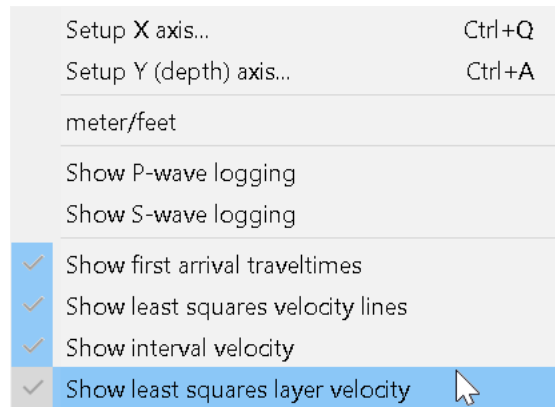 Setup X axis... Ctrl+Q
Setup Y (depth) axis... Ctrl+A
meter/feet
Show P-wave logging
Show S-wave logging
Show first arrival traveltimes
Show least squares velocity lines
Show interval velocity
Show least squares layer velocity